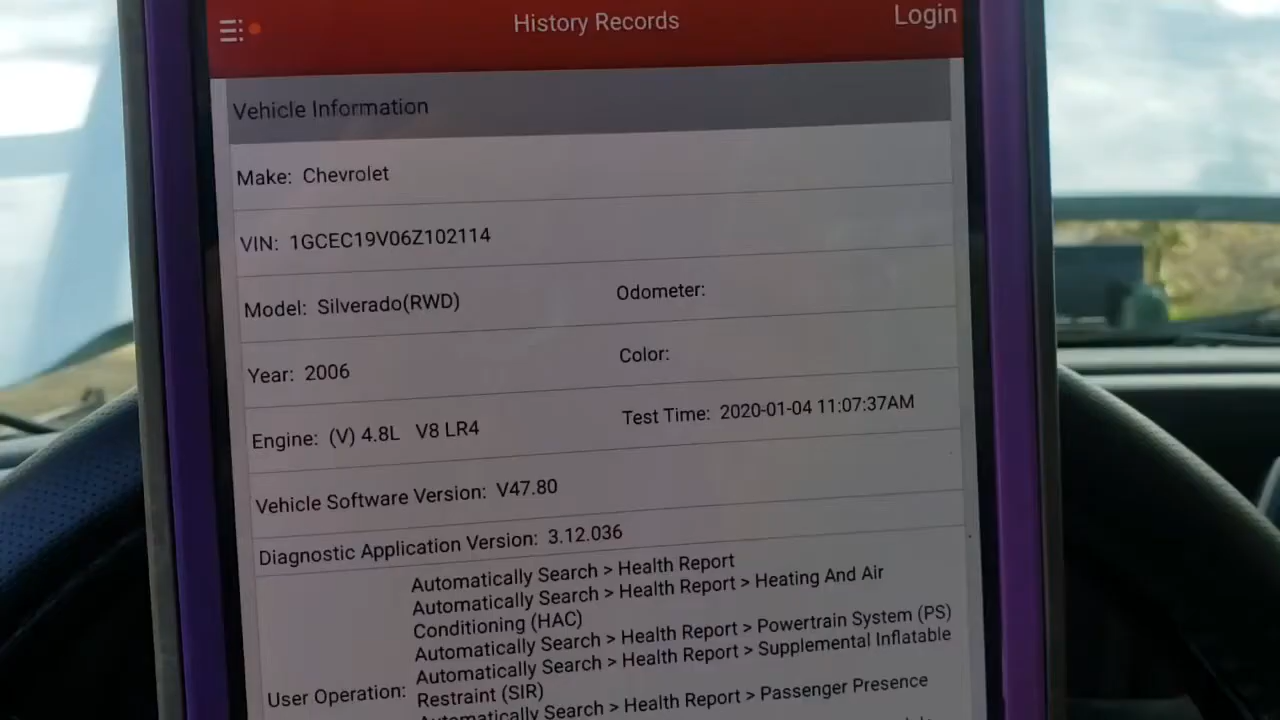 History Records
Login
Vehicle Information
Make: Chevrolet
VIN: 1GCEC19V06Z102114
Model: Silverado(RWD)
Odometer:
Year: 2006
Color:
Engine: (V) 4.8L V8 LR4
Test Time: 2020-01-04 11:07:37AM
Vehicle Software Version: V47.80
Diagnostic Application Version: 3.12.036
Automatically Search > Health Report
Automatically Search > Health Report > Heating And Air
Conditioning (HAC)
Automatically Search > Health Report > Powertrain System (PS)
Automatically Search > Health Report > Supplemental Inflatable
User Operation: Restraint (SIR)
Automatically Search > Health Report > Passenger Presence